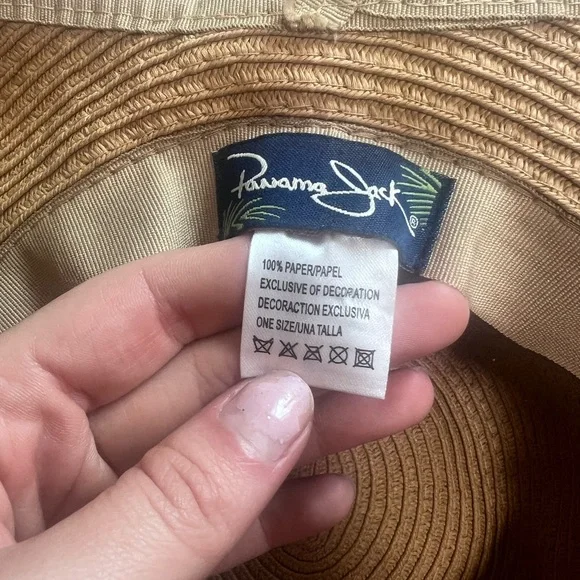 Panama Jack®
100% PAPER/PAPEL
EXCLUSIVE OF DECORATION
DECORACTION EXCLUSIVA
ONE SIZE/UNA TALLA